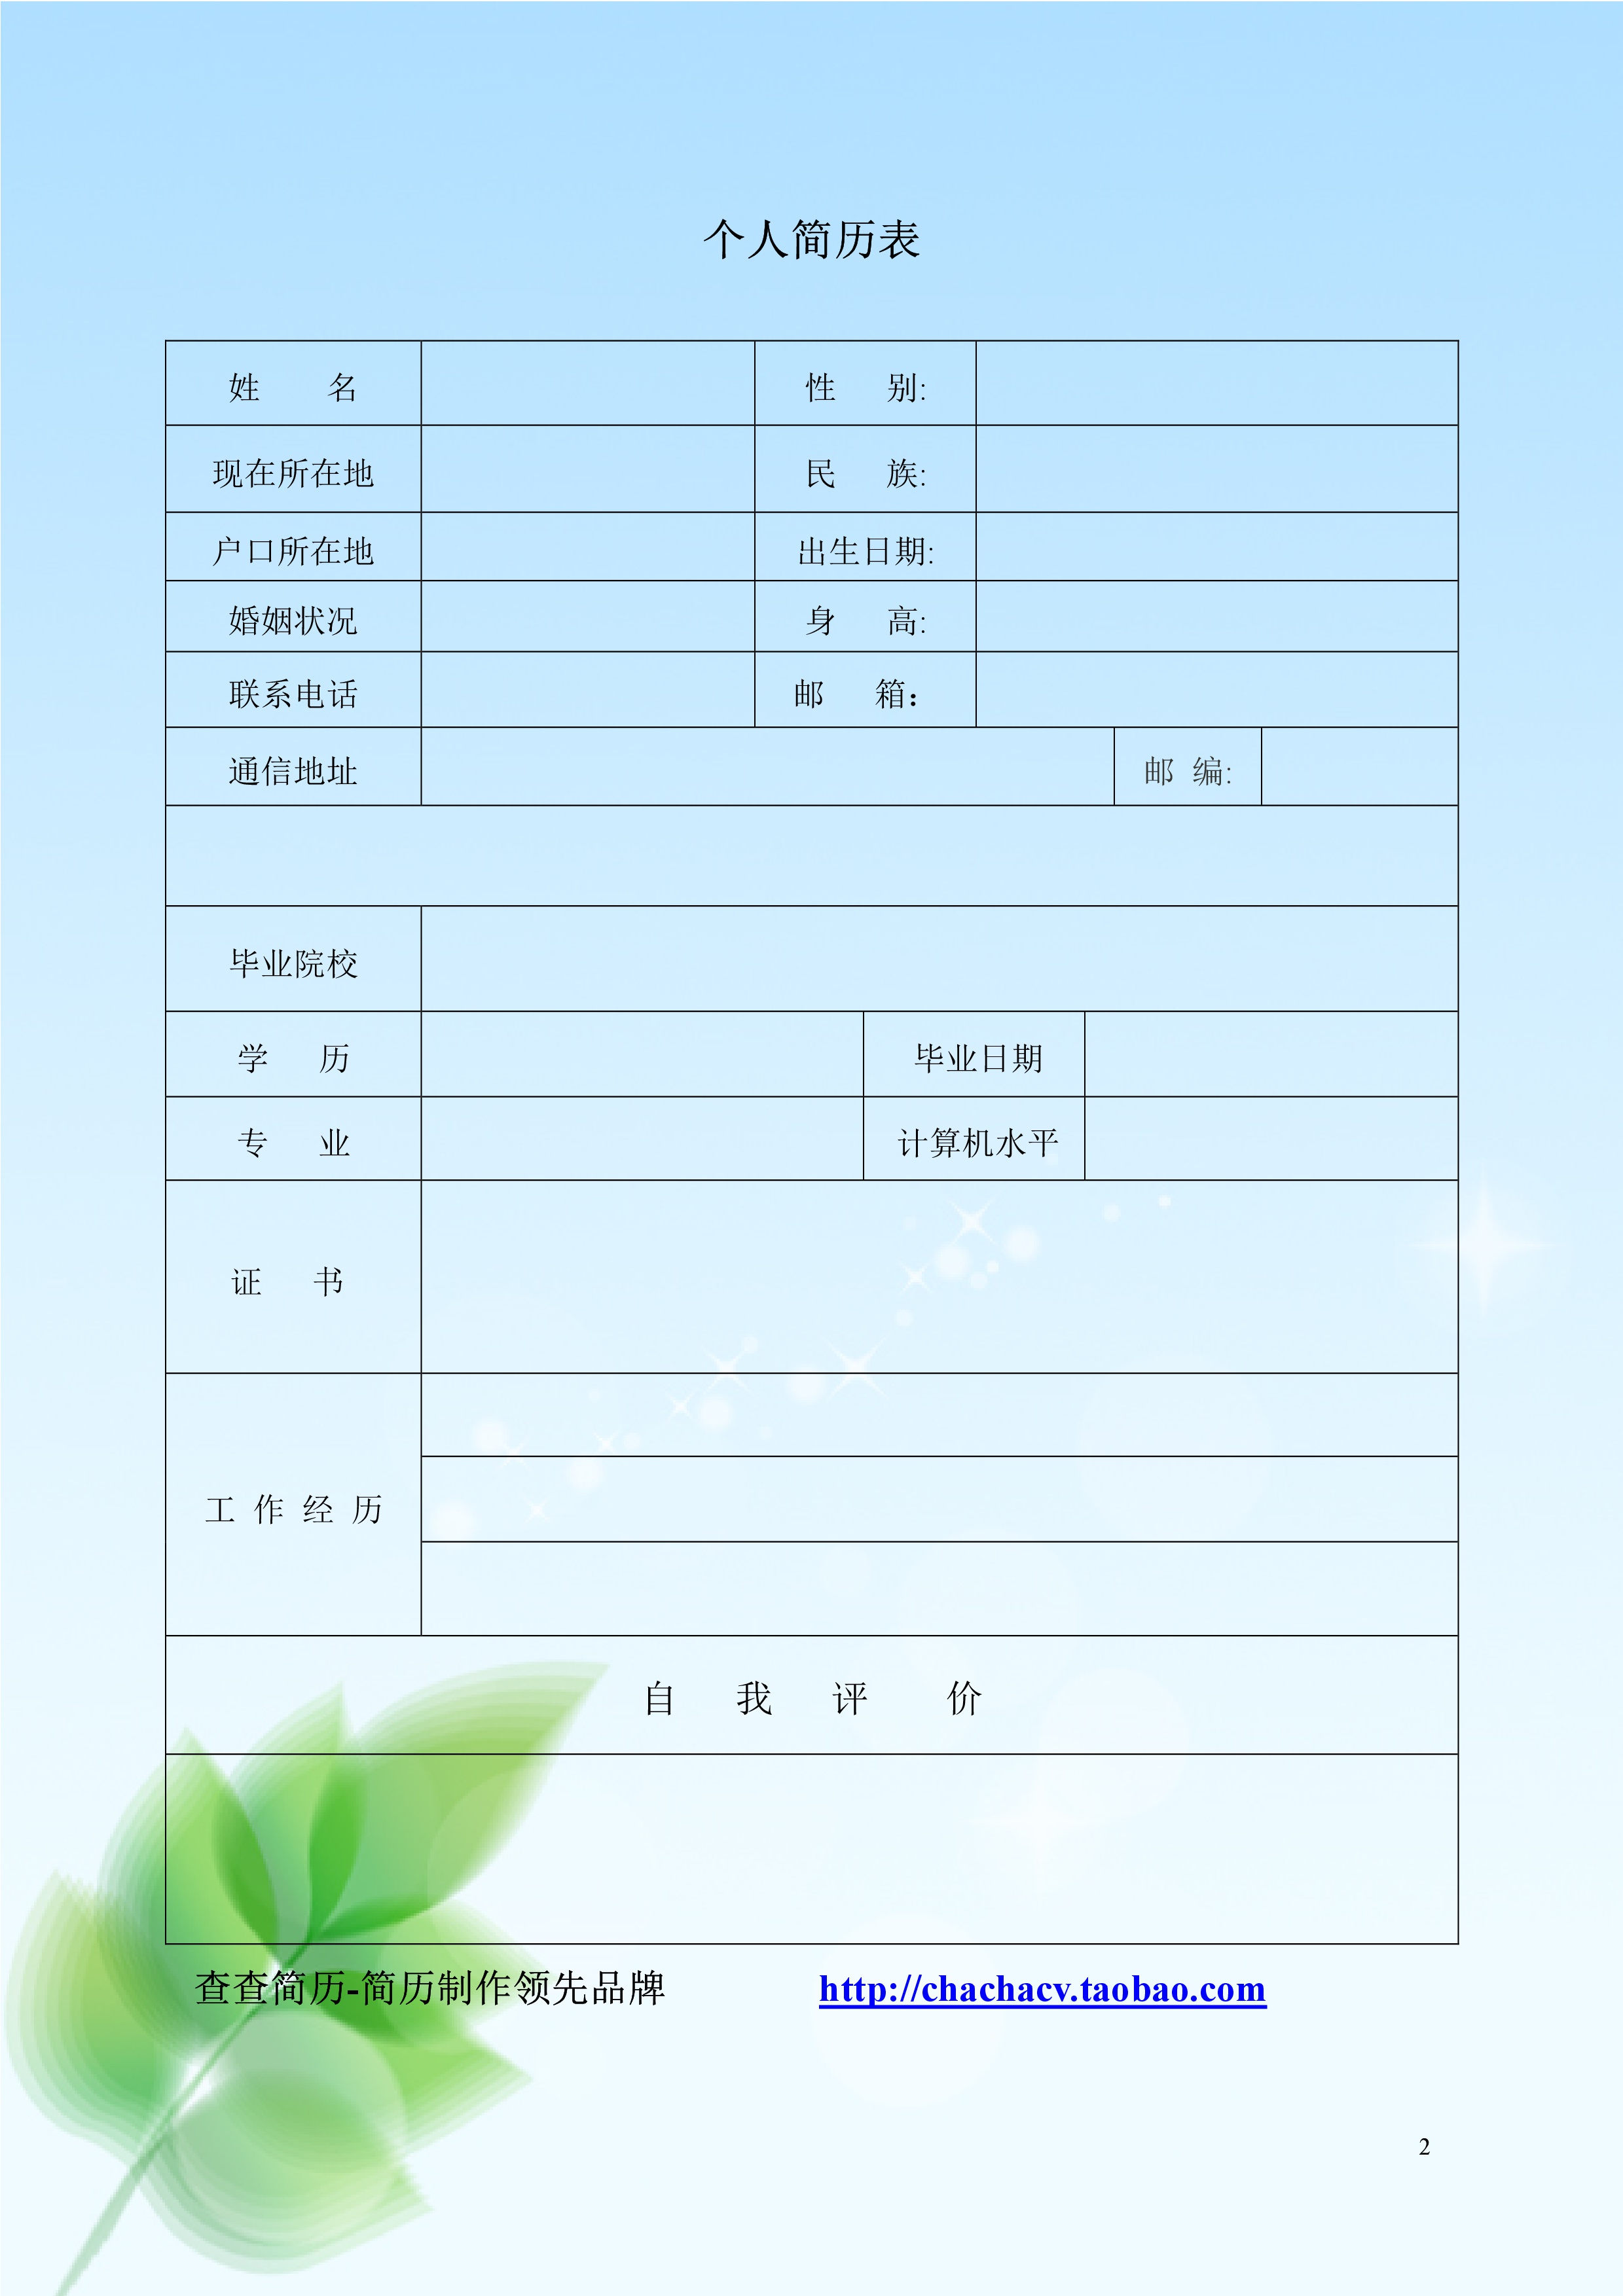 个人简历表
姓 名 性 别:
现在所在地 民 族:
户口所在地 出生日期:
婚姻状况 身 高:
联系电话 邮 箱：
通信地址 邮 编:
毕业院校
学 历 毕业日期
专 业 计算机水平
证 书
工 作 经 历
自 我 评 价
查查简历-简历制作领先品牌 http://chachacv.taobao.com
2